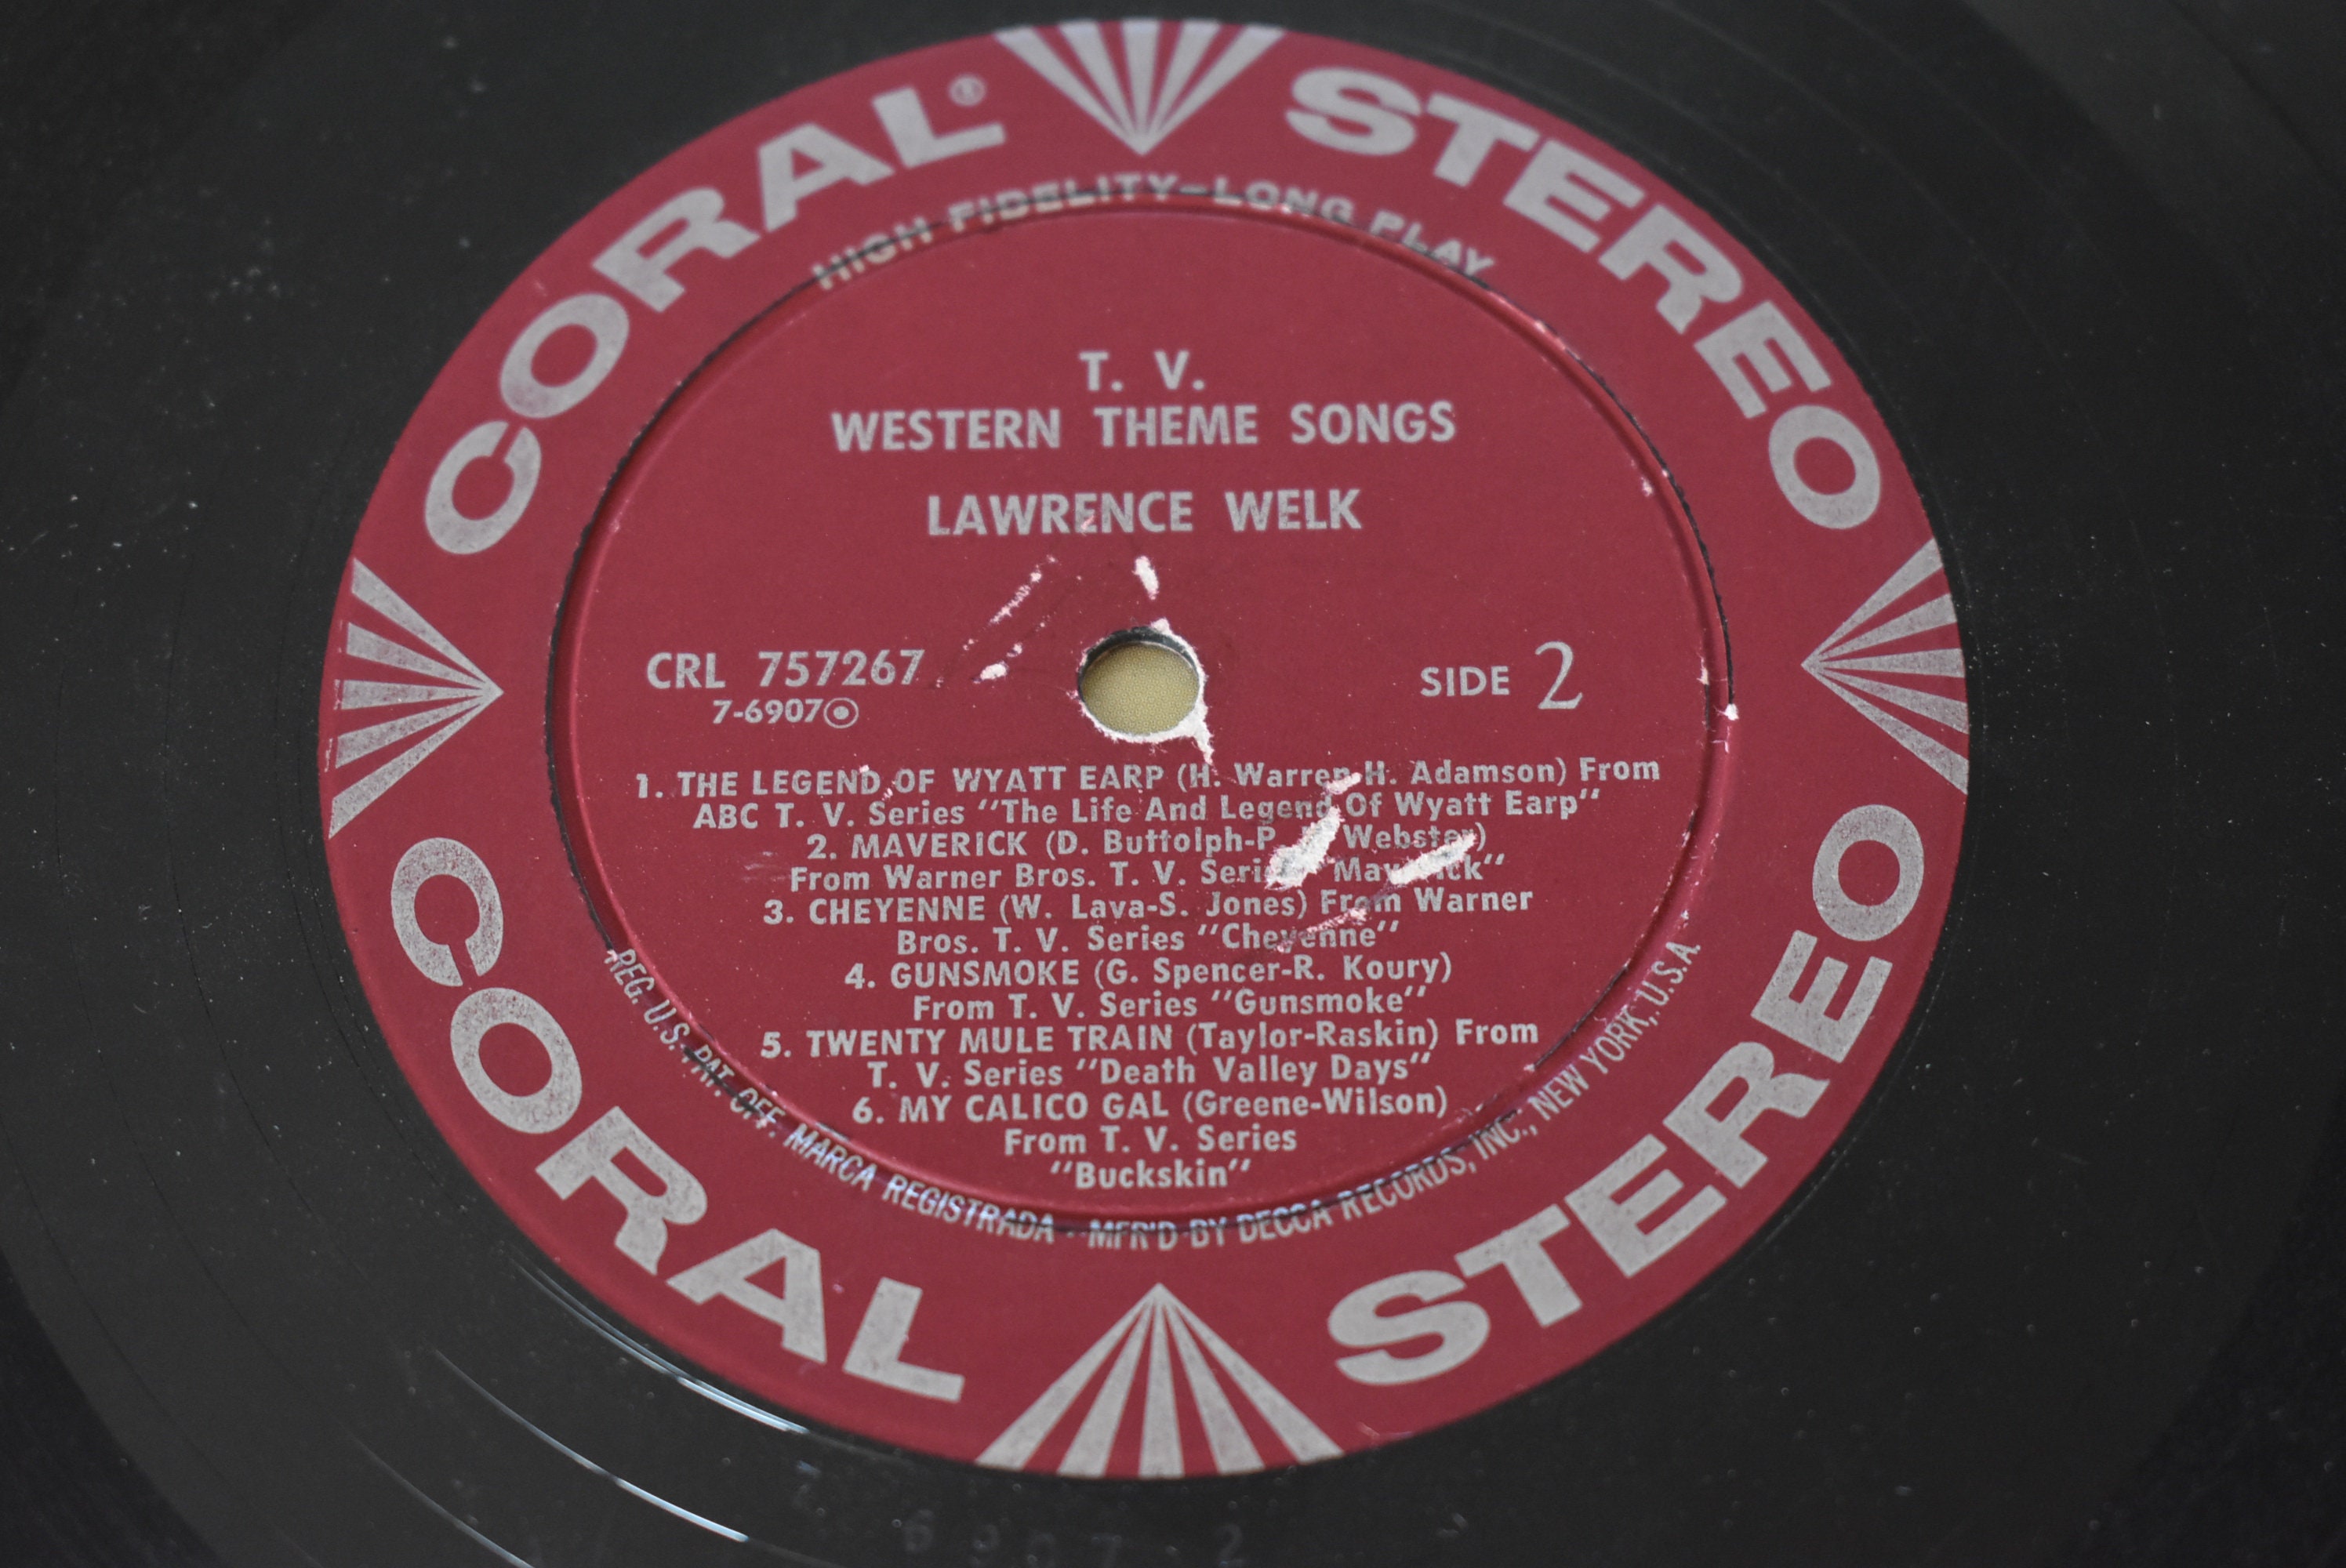 CORAL® STEREO
HIGH FIDELITY-LONG PLAY
T. V.
WESTERN THEME SONGS
LAWRENCE WELK
CRL 757267
7-6907
SIDE 2
1. THE LEGEND OF WYATT EARP (H. Warren-H. Adamson) From
ABC T. V. Series "The Life And Legend Of Wyatt Earp"
2. MAVERICK (D. Buttolph-P. Webster)
From Warner Bros. T. V. Series "Maverick"
3. CHEYENNE (W. Lava-S. Jones) From Warner
Bros. T. V. Series "Cheyenne"
4. GUNSMOKE (G. Spencer-R. Koury)
From T. V. Series "Gunsmoke"
5. TWENTY MULE TRAIN (Taylor-Raskin) From
T. V. Series "Death Valley Days"
6. MY CALICO GAL (Greene-Wilson)
From T. V. Series
"Buckskin"
REG. U.S. PAT. OFF. MARCA REGISTRADA - MFR'D BY DECCA RECORDS, INC., NEW YORK, U.S.A.
CORAL STEREO
6907 2